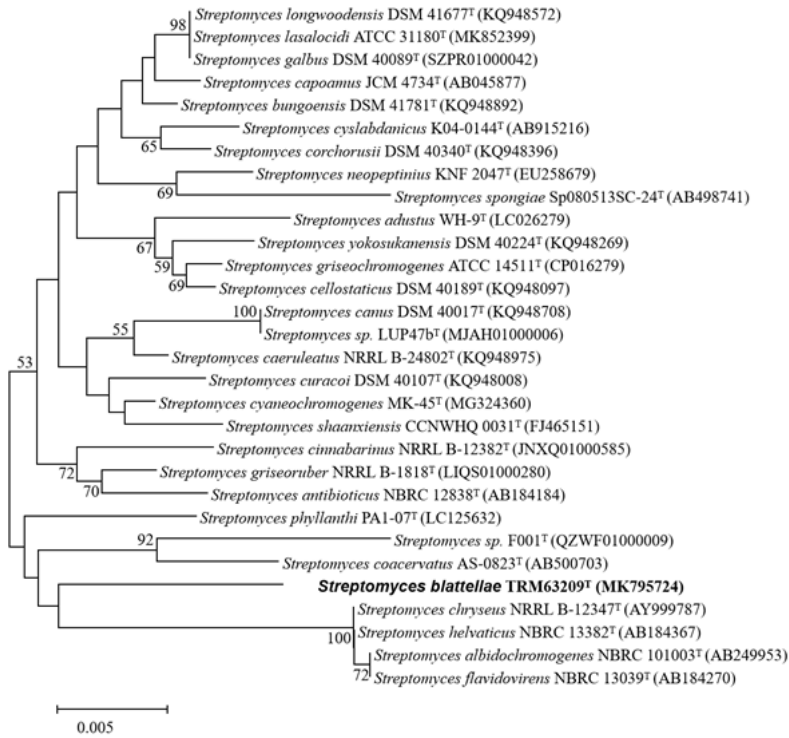 Streptomyces longwoodensis DSM 41677ᵀ (KQ948572)
98
Streptomyces lasalocidi ATCC 31180ᵀ (MK852399)
Streptomyces galbus DSM 40089ᵀ (SZPR01000042)
Streptomyces capoamus JCM 4734ᵀ (AB045877)
Streptomyces bungoensis DSM 41781ᵀ (KQ948892)
Streptomyces cyslabdanicus K04-0144ᵀ (AB915216)
65
Streptomyces corchorusii DSM 40340ᵀ (KQ948396)
Streptomyces neopeptinius KNF 2047ᵀ (EU258679)
69
Streptomyces spongiae Sp080513SC-24ᵀ (AB498741)
Streptomyces adustus WH-9ᵀ (LC026279)
67
Streptomyces yokosukanensis DSM 40224ᵀ (KQ948269)
59
Streptomyces griseochromogenes ATCC 14511ᵀ (CP016279)
69
Streptomyces cellostaticus DSM 40189ᵀ (KQ948097)
100
Streptomyces canus DSM 40017ᵀ (KQ948708)
55
Streptomyces sp. LUP47bᵀ (MJAH01000006)
Streptomyces caeruleatus NRRL B-24802ᵀ (KQ948975)
53
Streptomyces curacoi DSM 40107ᵀ (KQ948008)
Streptomyces cyaneochromogenes MK-45ᵀ (MG324360)
Streptomyces shaanxiensis CCNWHQ 0031ᵀ (FJ465151)
Streptomyces cinnabarinus NRRL B-12382ᵀ (JNXQ01000585)
72
Streptomyces griseoruber NRRL B-1818ᵀ (LIQS01000280)
70
Streptomyces antibioticus NBRC 12838ᵀ (AB184184)
Streptomyces phyllanthi PA1-07ᵀ (LC125632)
92
Streptomyces sp. F001ᵀ (QZWF01000009)
Streptomyces coacervatus AS-0823ᵀ (AB500703)
Streptomyces blattellae TRM63209ᵀ (MK795724)
Streptomyces chryseus NRRL B-12347ᵀ (AY999787)
100
Streptomyces helvaticus NBRC 13382ᵀ (AB184367)
Streptomyces albidochromogenes NBRC 101003ᵀ (AB249953)
72
Streptomyces flavidovirens NBRC 13039ᵀ (AB184270)
0.005